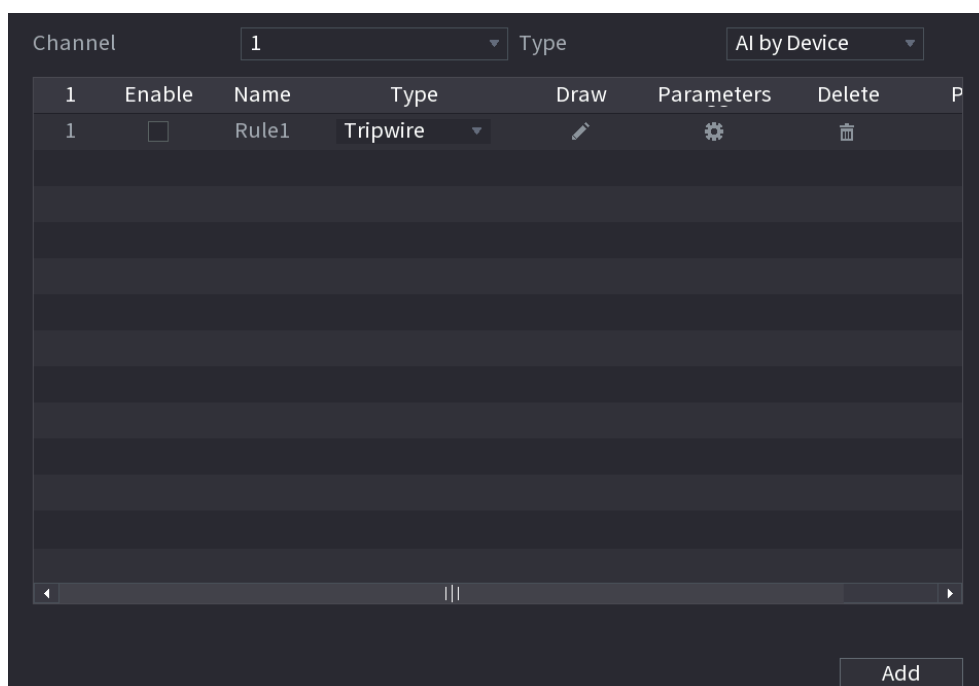 Channel 1 Type AI by Device
1 Enable Name Type Draw Parameters Delete P
1 Rule1 Tripwire
Add